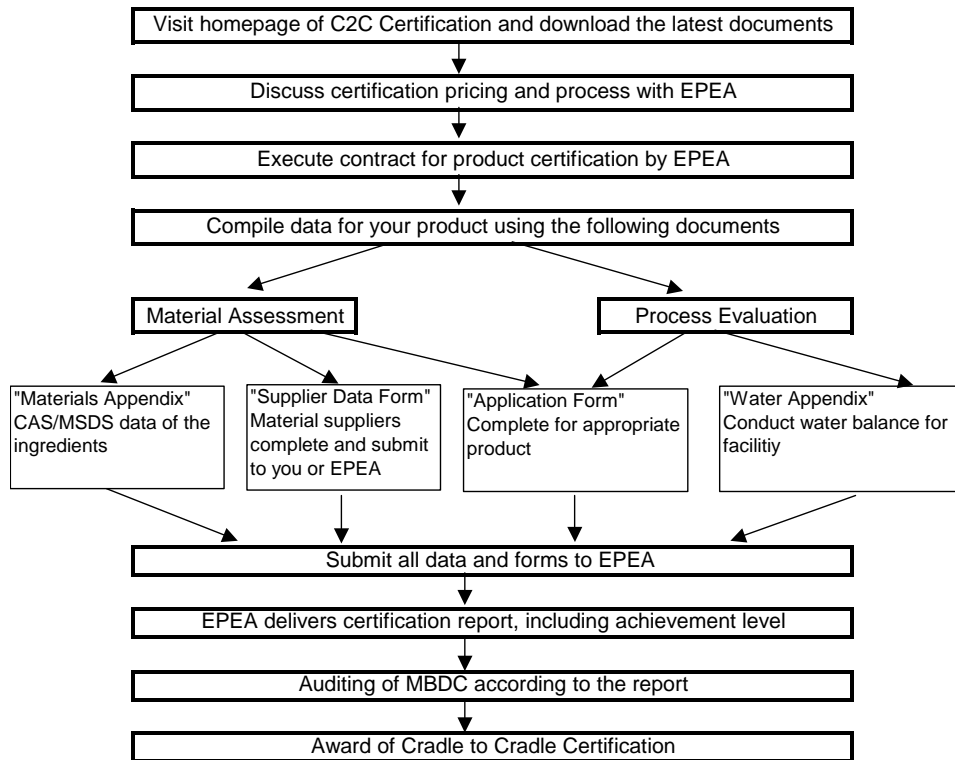 Visit homepage of C2C Certification and download the latest documents
Discuss certification pricing and process with EPEA
Execute contract for product certification by EPEA
Compile data for your product using the following documents
Material Assessment
Process Evaluation
"Materials Appendix"
CAS/MSDS data of the
ingredients
"Supplier Data Form"
Material suppliers
complete and submit
to you or EPEA
"Application Form"
Complete for appropriate
product
"Water Appendix"
Conduct water balance for
facilitiy
Submit all data and forms to EPEA
EPEA delivers certification report, including achievement level
Auditing of MBDC according to the report
Award of Cradle to Cradle Certification